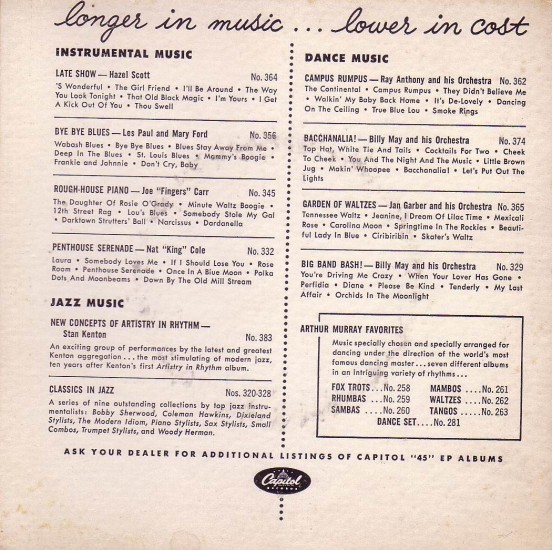 longer in music ... lower in cost
INSTRUMENTAL MUSIC
LATE SHOW — Hazel Scott No. 364
'S Wonderful • The Girl Friend • I'll Be Around • The Way
You Look Tonight • That Old Black Magic • I'm Yours • I Get
A Kick Out Of You • Thou Swell
BYE BYE BLUES — Les Paul and Mary Ford No. 356
Wabash Blues • Bye Bye Blues • Blues Stay Away From Me •
Deep In The Blues • St. Louis Blues • Mammy's Boogie •
Frankie and Johnnie • Don't Cry, Baby
ROUGH-HOUSE PIANO — Joe "Fingers" Carr No. 345
The Daughter Of Rosie O'Grady • Minute Waltz Boogie •
12th Street Rag • Lou's Blues • Somebody Stole My Gal
• Darktown Strutters' Ball • Narcissus • Dardanella
PENTHOUSE SERENADE — Nat "King" Cole No. 332
Laura • Somebody Loves Me • If I Should Lose You • Rose
Room • Penthouse Serenade • Once In A Blue Moon • Polka
Dots And Moonbeams • Down By The Old Mill Stream
JAZZ MUSIC
NEW CONCEPTS OF ARTISTRY IN RHYTHM —
Stan Kenton No. 383
An exciting group of performances by the latest and greatest
Kenton aggregation ... the most stimulating of modern jazz,
ten years after Kenton's first Artistry in Rhythm album.
CLASSICS IN JAZZ Nos. 320-328
A series of nine outstanding collections by top jazz instru-
mentalists: Bobby Sherwood, Coleman Hawkins, Dixieland
Stylists, The Modern Idiom, Piano Stylists, Sax Stylists, Small
Combos, Trumpet Stylists, and Woody Herman.
DANCE MUSIC
CAMPUS RUMPUS — Ray Anthony and his Orchestra No. 362
The Continental • Campus Rumpus • They Didn't Believe Me
• Walkin' My Baby Back Home • It's De-Lovely • Dancing
On The Ceiling • True Blue Lou • Smoke Rings
BACCHANALIA! — Billy May and his Orchestra No. 374
Top Hat, White Tie And Tails • Cocktails For Two • Cheek
To Cheek • You And The Night And The Music • Little Brown
Jug • Makin' Whoopee • Bacchanalia! • Let's Put Out The
Lights
GARDEN OF WALTZES — Jan Garber and his Orchestra No. 365
Tennessee Waltz • Jeanine, I Dream Of Lilac Time • Mexicali
Rose • Carolina Moon • Springtime In The Rockies • Beauti-
ful Lady In Blue • Ciribiribin • Skater's Waltz
BIG BAND BASH! — Billy May and his Orchestra No. 329
You're Driving Me Crazy • When Your Lover Has Gone •
Perfidia • Diane • Please Be Kind • Tenderly • My Last
Affair • Orchids In The Moonlight
ARTHUR MURRAY FAVORITES
Music specially chosen and specially arranged for
dancing under the direction of the world's most
famous dancing master ... seven different albums
in an intriguing variety of rhythms ...
FOX TROTS ... No. 258 MAMBOS .... No. 261
RHUMBAS .... No. 259 WALTZES .... No. 262
SAMBAS ..... No. 260 TANGOS ..... No. 263
DANCE SET .... No. 281
ASK YOUR DEALER FOR ADDITIONAL LISTINGS OF CAPITOL "45" EP ALBUMS
Capitol
RECORDS